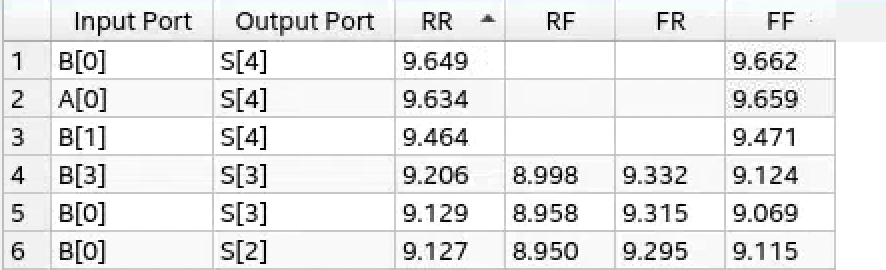 Input Port Output Port RR RF FR FF
1 B[0] S[4] 9.649 9.662
2 A[0] S[4] 9.634 9.659
3 B[1] S[4] 9.464 9.471
4 B[3] S[3] 9.206 8.998 9.332 9.124
5 B[0] S[3] 9.129 8.958 9.315 9.069
6 B[0] S[2] 9.127 8.950 9.295 9.115